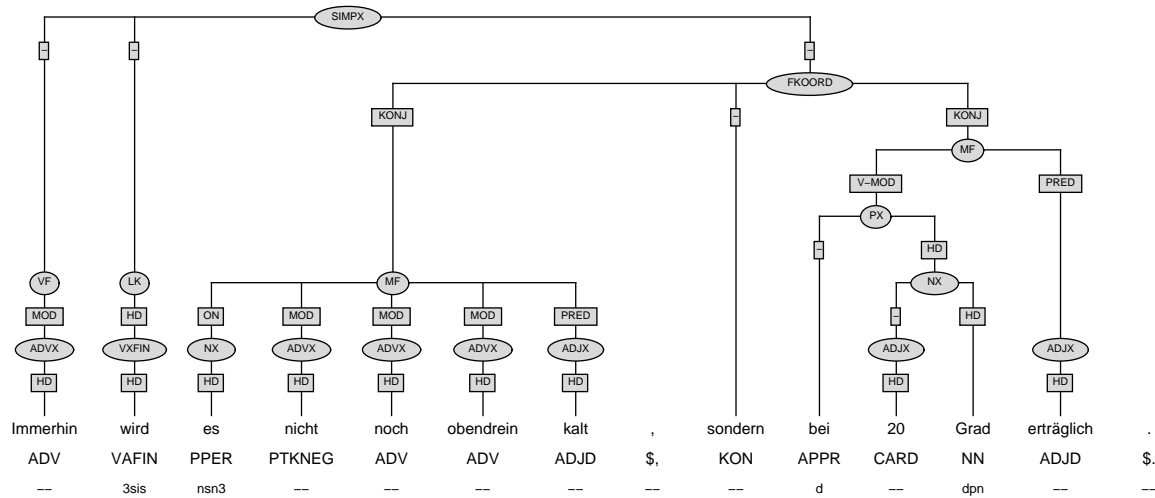 SIMPX
– – –
FKOORD
KONJ – KONJ
MF
V–MOD PRED
PX
– HD
VF LK MF NX
MOD HD ON MOD MOD MOD PRED – HD
ADVX VXFIN NX ADVX ADVX ADVX ADJX ADJX ADJX
HD HD HD HD HD HD HD HD HD
Immerhin wird es nicht noch obendrein kalt , sondern bei 20 Grad erträglich .
ADV VAFIN PPER PTKNEG ADV ADV ADJD $, KON APPR CARD NN ADJD $.
–– 3sis nsn3 –– –– –– –– –– –– d –– dpn –– ––